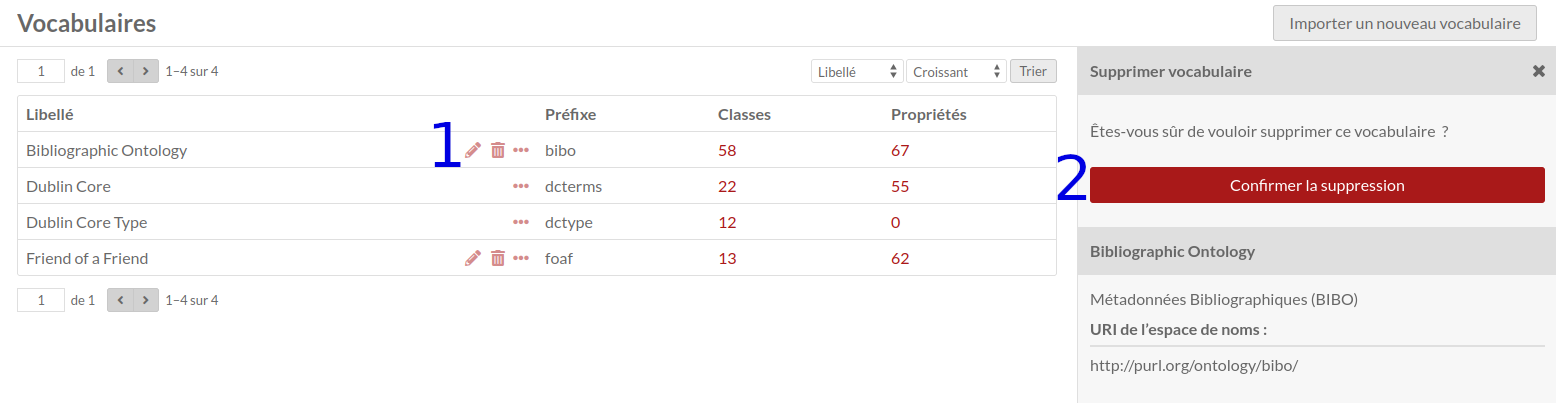 Vocabulaires
Importer un nouveau vocabulaire
1 de 1 1–4 sur 4
Libellé Croissant Trier
Libellé Préfixe Classes Propriétés
1
Bibliographic Ontology bibo 58 67
Dublin Core dcterms 22 55
Dublin Core Type dctype 12 0
Friend of a Friend foaf 13 62
1 de 1 1–4 sur 4
Supprimer vocabulaire
Êtes-vous sûr de vouloir supprimer ce vocabulaire ?
2
Confirmer la suppression
Bibliographic Ontology
Métadonnées Bibliographiques (BIBO)
URI de l’espace de noms :
http://purl.org/ontology/bibo/